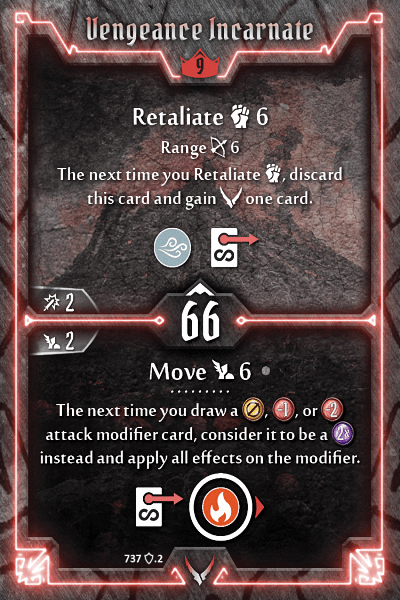 Vengeance Incarnate
9
Retaliate 6
Range 6
The next time you Retaliate , discard
this card and gain one card.
2
66
2
Move 6
The next time you draw a , -1, or -2
attack modifier card, consider it to be a 2x
instead and apply all effects on the modifier.
737 .2